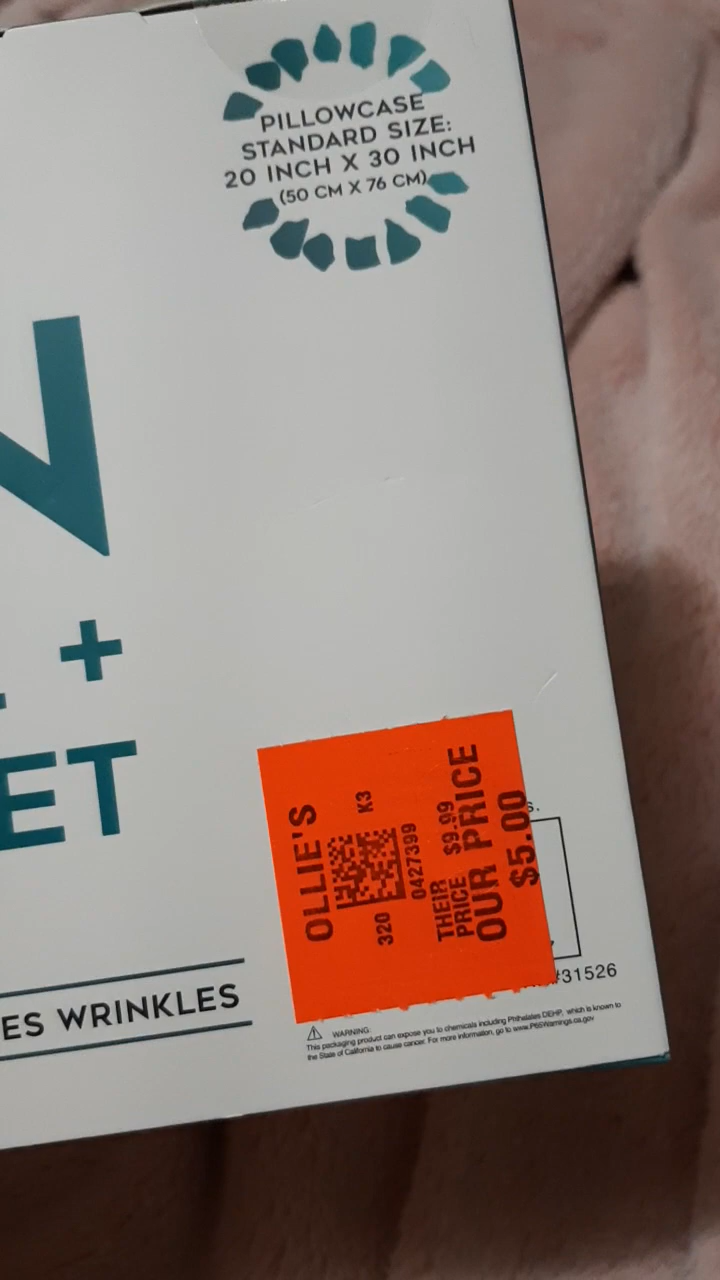 PILLOWCASE
STANDARD SIZE:
20 INCH X 30 INCH
(50 CM X 76 CM)
+
ET
ES WRINKLES
OLLIE'S
K3
320
0427399
THEIR
PRICE $9.99
OUR PRICE
$5.00
s.
#31526
WARNING:
This packaging product can expose you to chemicals including Phthalates DEHP, which is known to
the State of California to cause cancer. For more information, go to www.P65Warnings.ca.gov